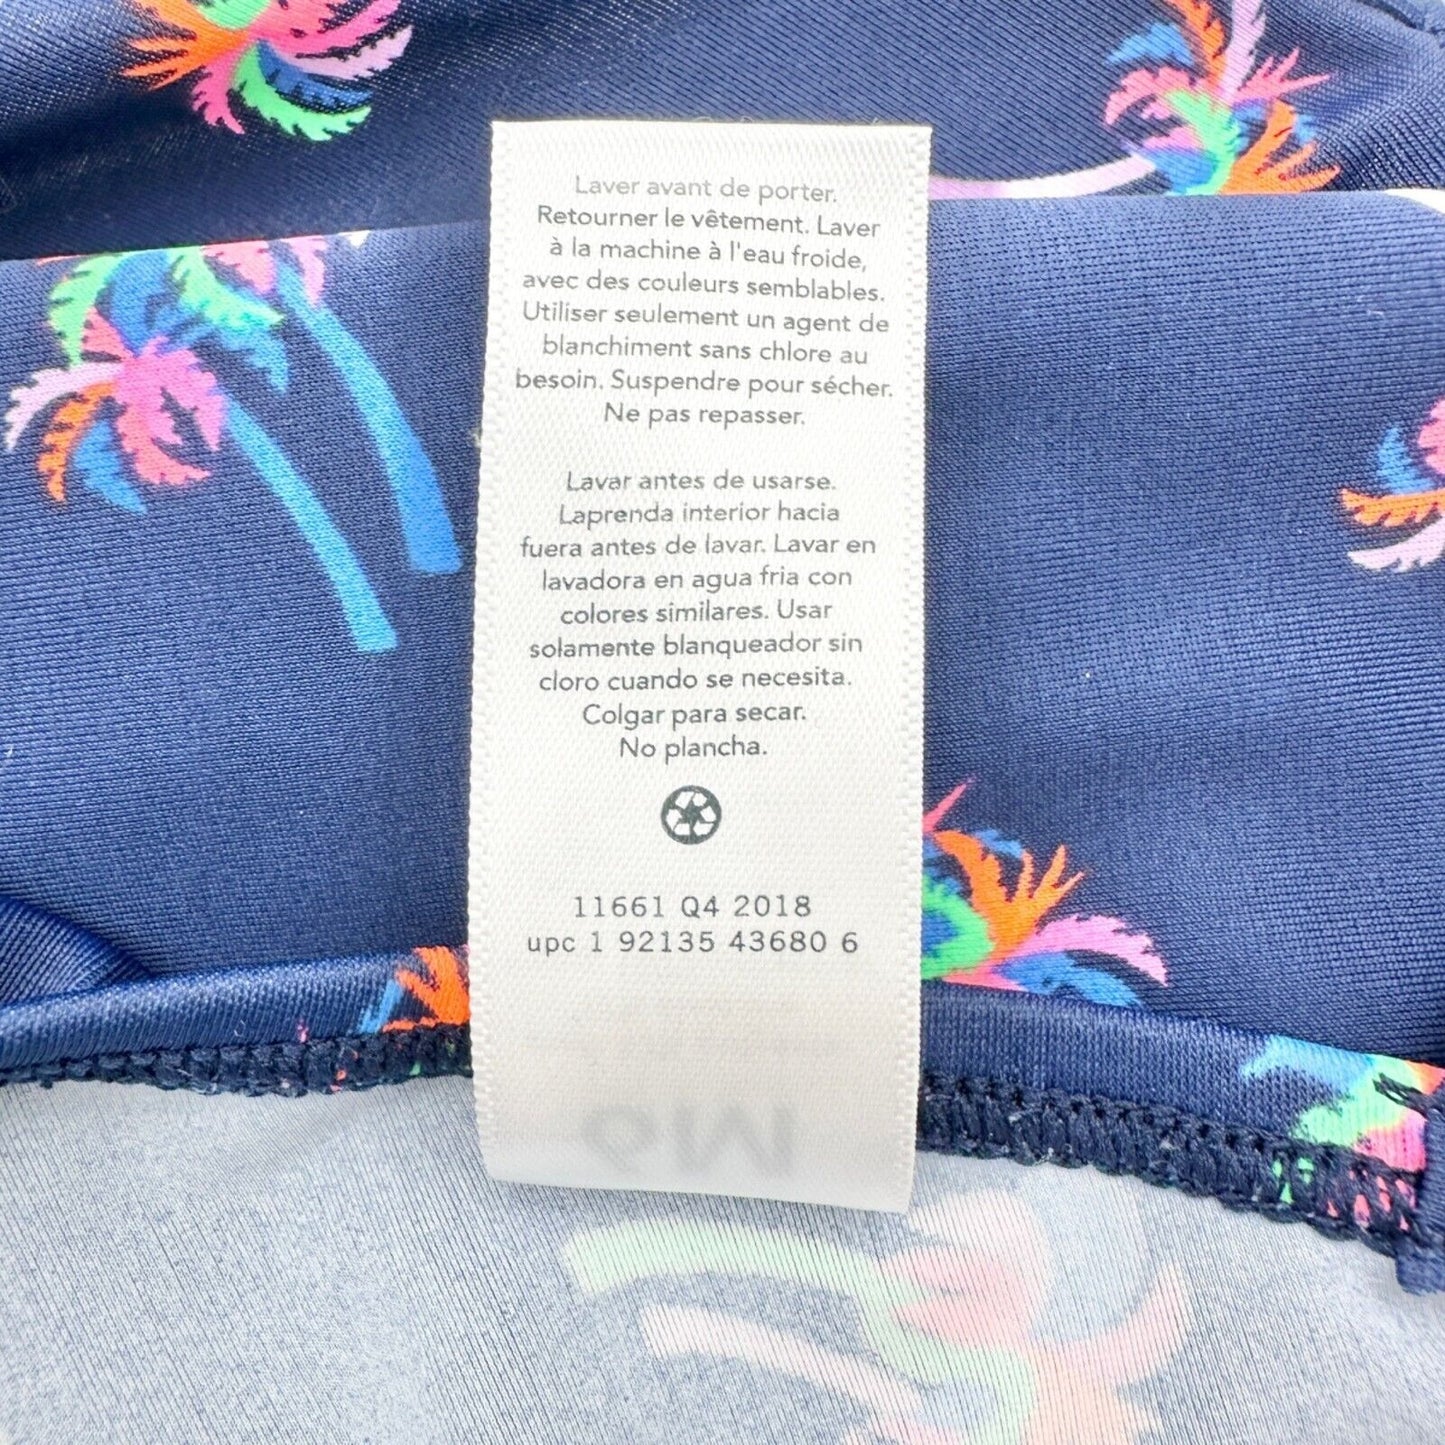 Laver avant de porter.
Retourner le vêtement. Laver
à la machine à l'eau froide,
avec des couleurs semblables.
Utiliser seulement un agent de
blanchiment sans chlore au
besoin. Suspendre pour sécher.
Ne pas repasser.
Lavar antes de usarse.
Laprenda interior hacia
fuera antes de lavar. Lavar en
lavadora en agua fria con
colores similares. Usar
solamente blanqueador sin
cloro cuando se necesita.
Colgar para secar.
No plancha.
11661 Q4 2018
upc 1 92135 43680 6